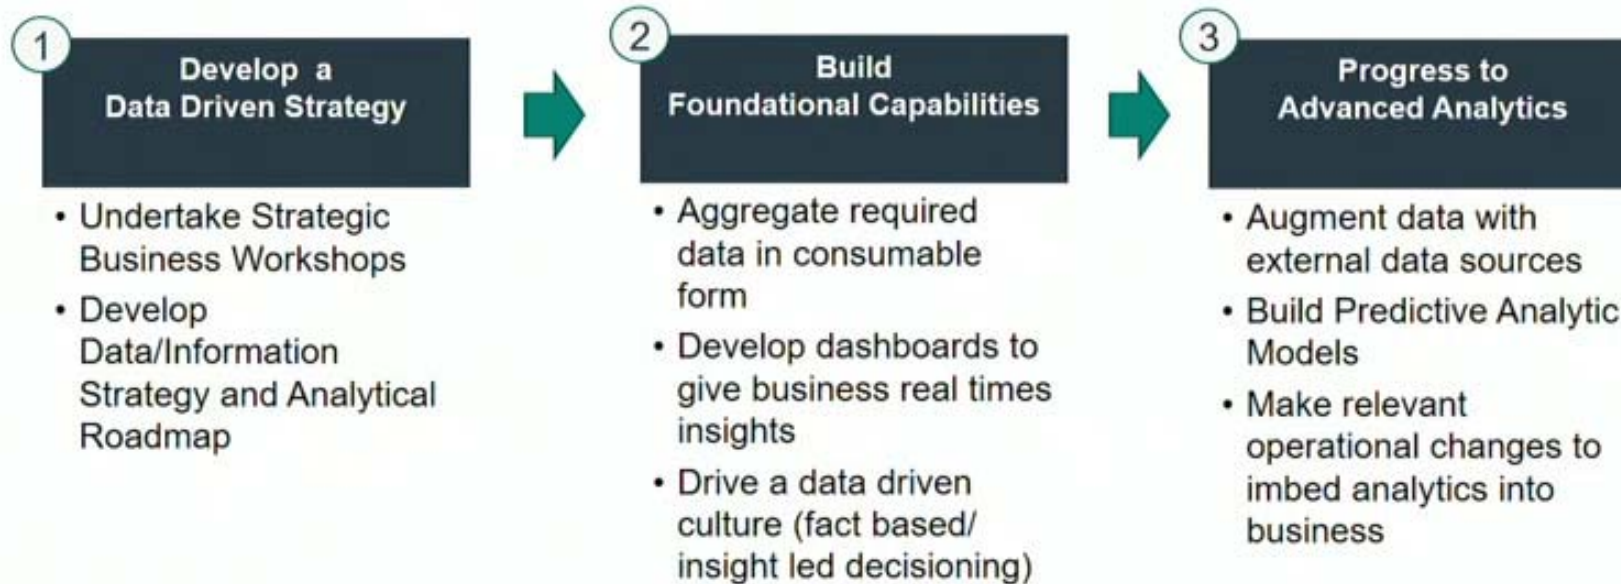 1
Develop a
Data Driven Strategy
• Undertake Strategic
Business Workshops
• Develop
Data/Information
Strategy and Analytical
Roadmap
2
Build
Foundational Capabilities
• Aggregate required
data in consumable
form
• Develop dashboards to
give business real times
insights
• Drive a data driven
culture (fact based/
insight led decisioning)
3
Progress to
Advanced Analytics
• Augment data with
external data sources
• Build Predictive Analytic
Models
• Make relevant
operational changes to
imbed analytics into
business